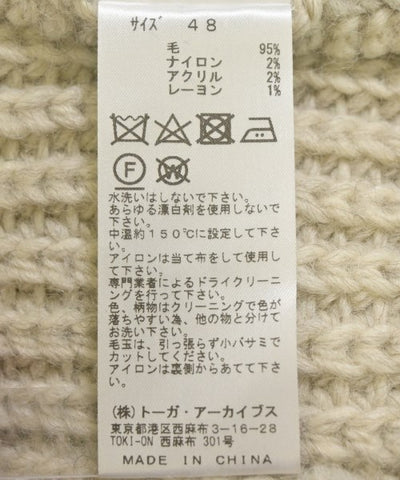 サイズ 48
毛 95%
ナイロン 2%
アクリル 2%
レーヨン 1%
F W
水洗いはしないで下さい。
あらゆる漂白剤を使用しないで
下さい。
中温約150℃に設定して下さ
い。
アイロンは当て布をして使用し
て下さい。
専門業者によるドライクリーニ
ングを行って下さい。
色、柄物はクリーニングで色が
落ちやすい為、他の物と分けて
お洗い下さい。
毛玉は、引っ張らず小バサミで
カットしてください。
アイロンは裏側からあてて下さ
い。
(株)トーガ・アーカイブス
東京都港区西麻布 3-16-28
TOKI-ON 西麻布 301号
MADE IN CHINA